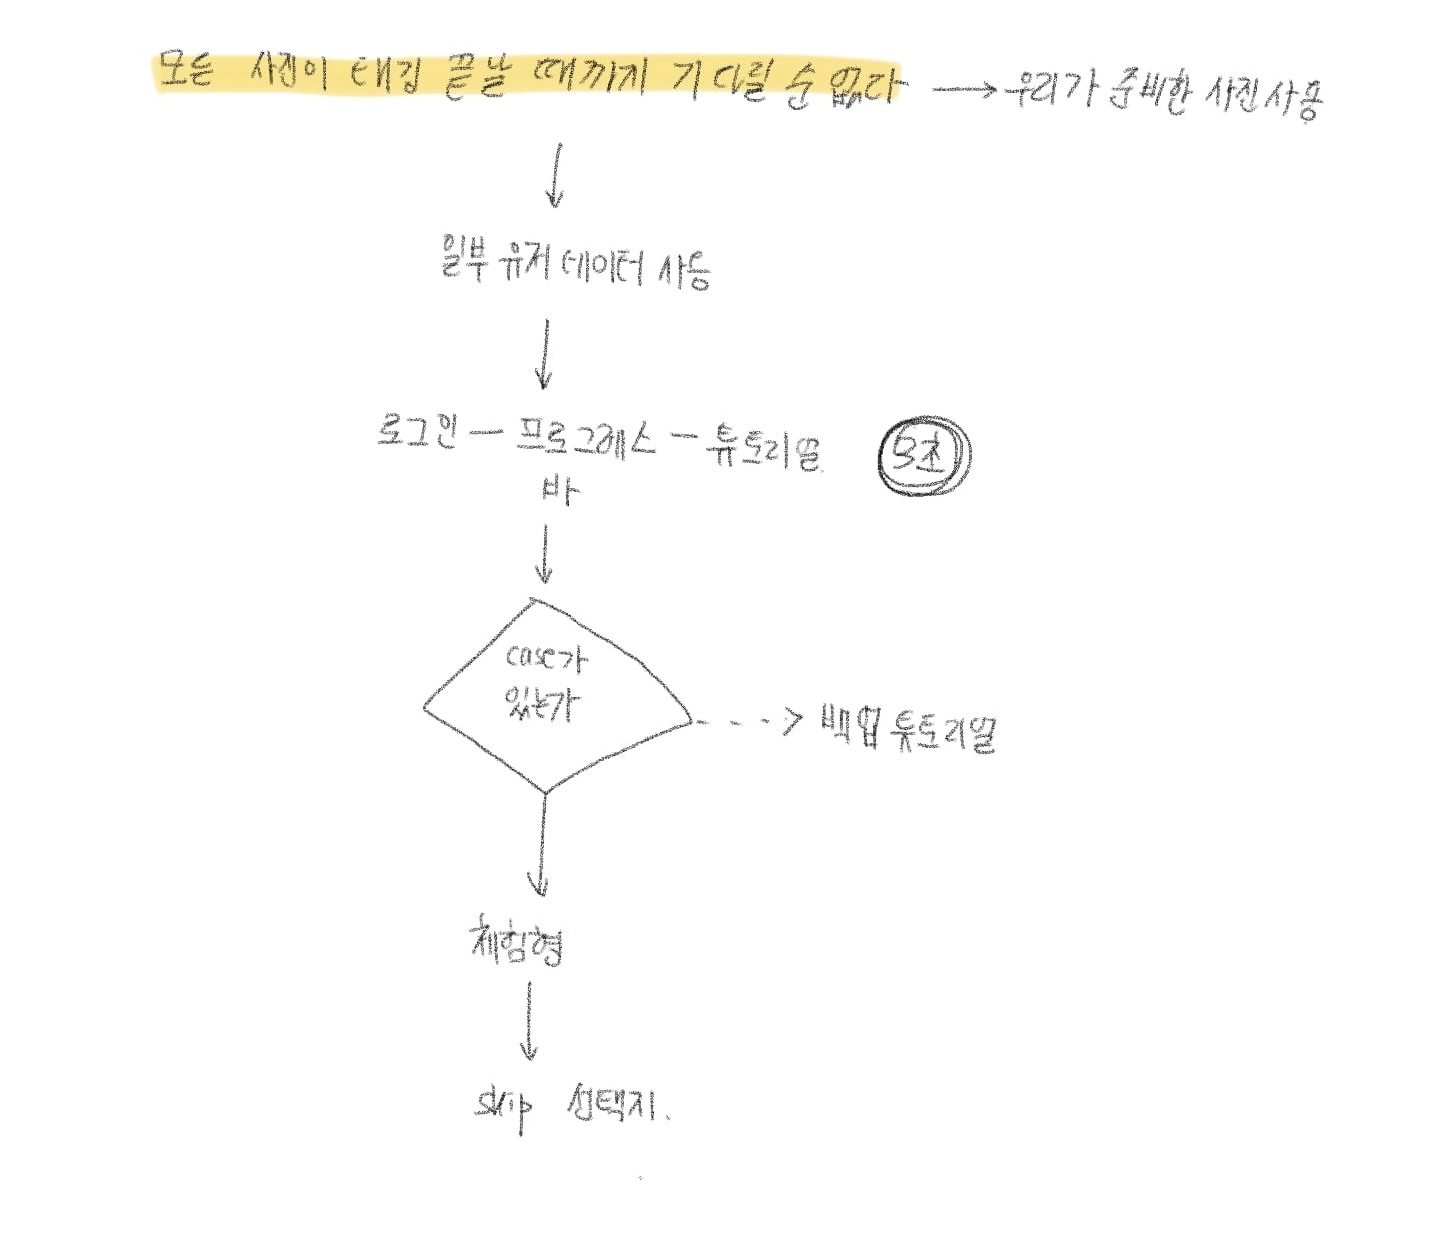 모든 사진이 태깅 끝날 때까지 기다릴 순 없다 → 우리가 준비한 사진 사용
일부 유저 데이터 사용
로그인 — 프로그레스 — 튜토리얼 5초
바
case가
있는가
백업 튜토리얼
체험형
skip 선택지.